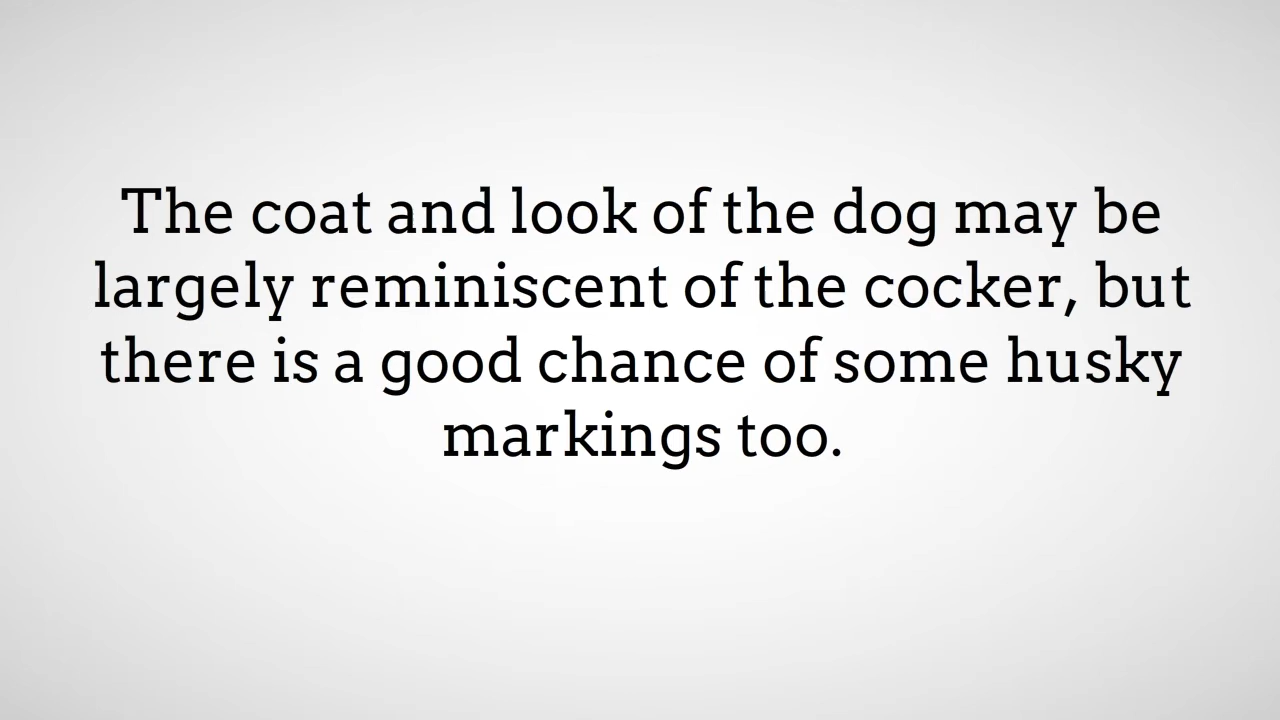 The coat and look of the dog may be
largely reminiscent of the cocker, but
there is a good chance of some husky
markings too.